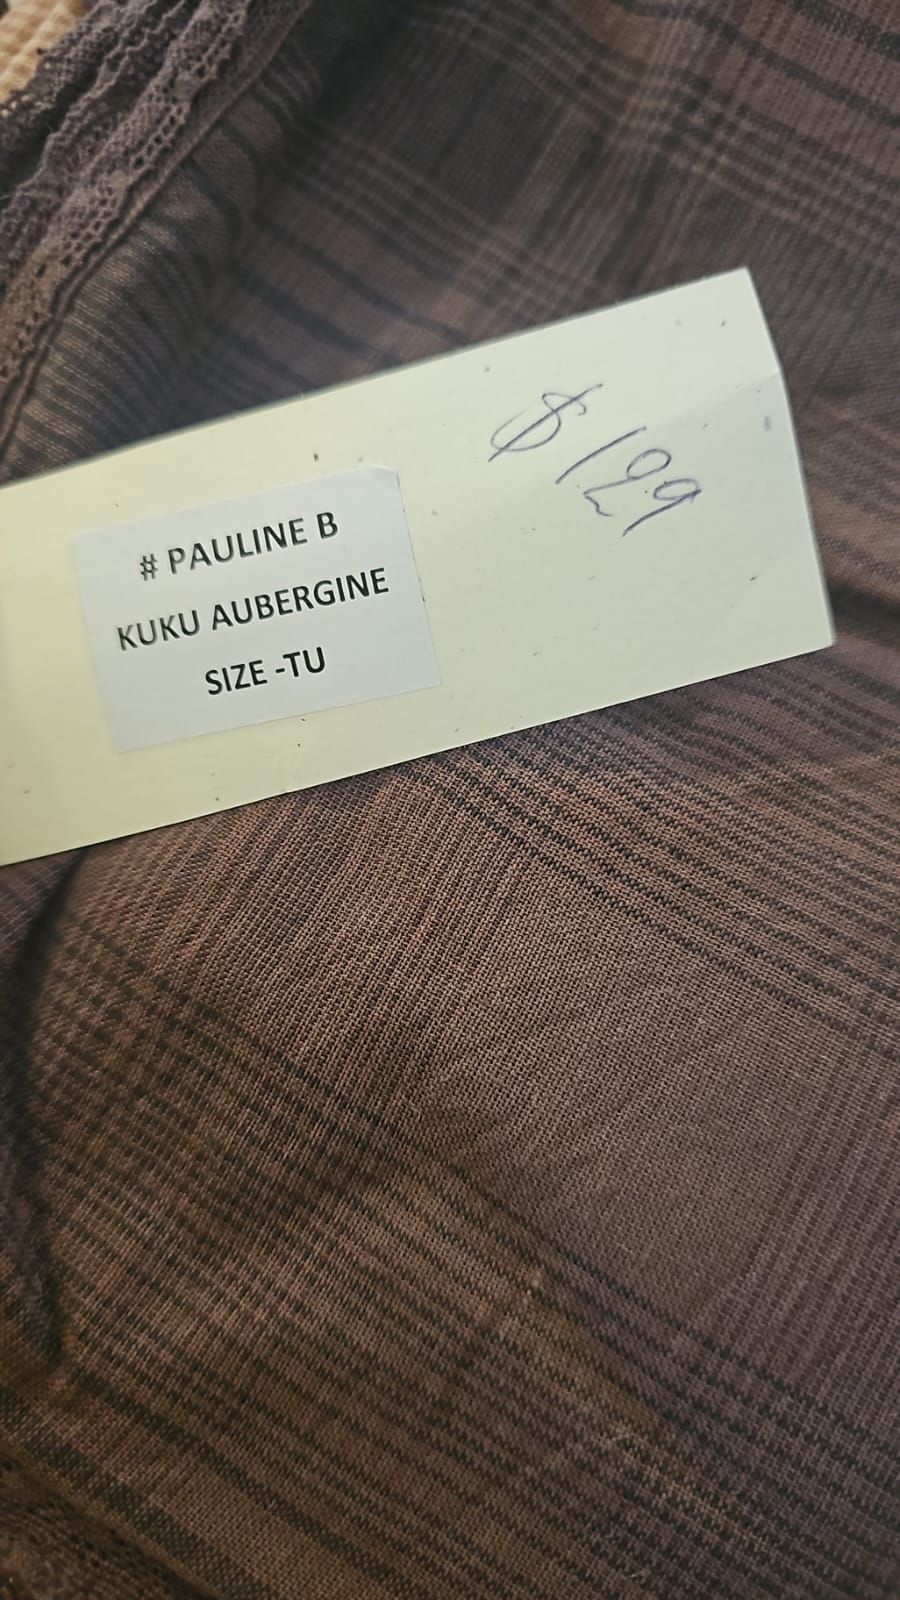 # PAULINE B
KUKU AUBERGINE
SIZE -TU
$129